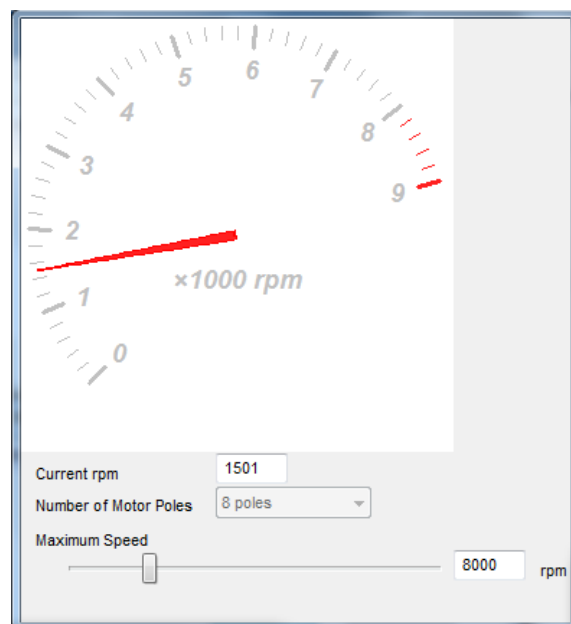 6
5
7
4
8
3
9
2
×1000 rpm
1
0
Current rpm 1501
Number of Motor Poles 8 poles
Maximum Speed
8000 rpm